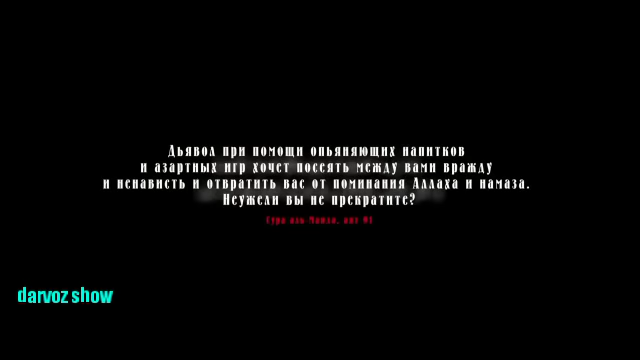 Дьявол при помощи опьяняющих напитков
и азартных игр хочет посеять между вами вражду
и ненависть и отвратить вас от поминания Аллаха и намаза.
Неужели вы не прекратите?
Сура аль Маида, аят 91
darvoz show